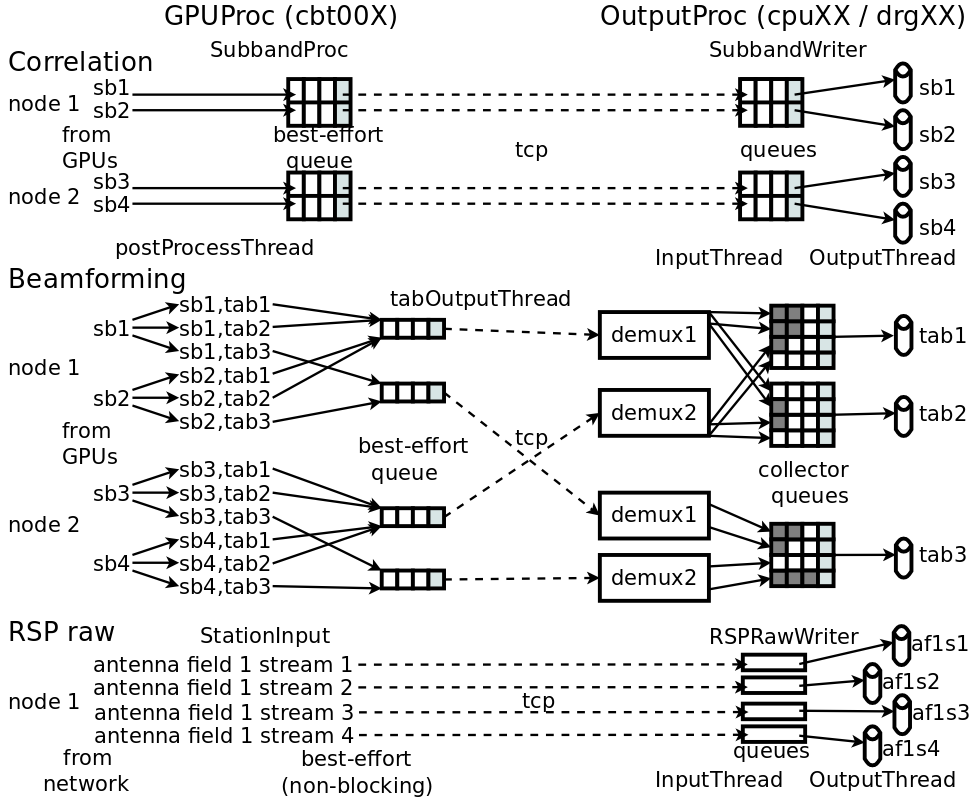 GPUProc (cbt00X)
OutputProc (cpuXX / drgXX)
SubbandProc
SubbandWriter
Correlation
node 1
sb1
sb2
from
GPUs
best-effort
queue
tcp
queues
sb1
sb2
node 2
sb3
sb4
sb3
sb4
postProcessThread
InputThread
OutputThread
Beamforming
tabOutputThread
node 1
sb1
sb1,tab1
sb1,tab2
sb1,tab3
sb2
sb2,tab1
sb2,tab2
sb2,tab3
demux1
demux2
tab1
tab2
from
GPUs
best-effort
queue
tcp
collector
queues
node 2
sb3
sb3,tab1
sb3,tab2
sb3,tab3
sb4
sb4,tab1
sb4,tab2
sb4,tab3
demux1
demux2
tab3
RSP raw
StationInput
RSPRawWriter
node 1
antenna field 1 stream 1
antenna field 1 stream 2
antenna field 1 stream 3
antenna field 1 stream 4
tcp
af1s1
af1s2
af1s3
af1s4
queues
from
network
best-effort
(non-blocking)
InputThread
OutputThread